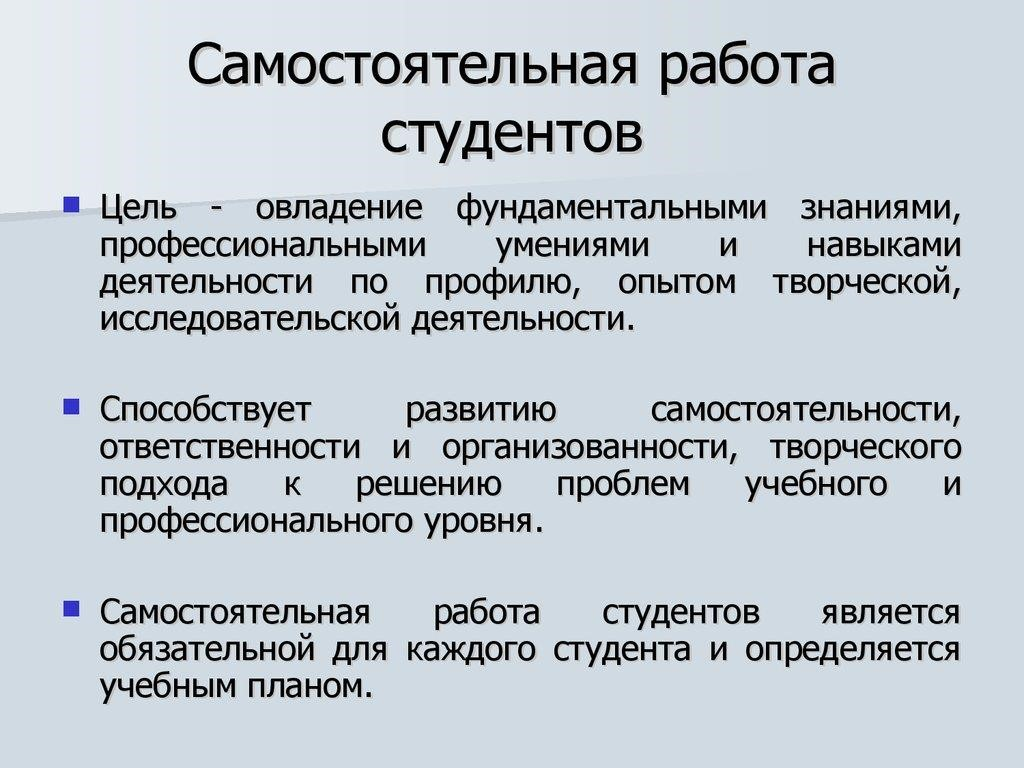 Самостоятельная работа
студентов
Цель - овладение фундаментальными знаниями,
профессиональными умениями и навыками
деятельности по профилю, опытом творческой,
исследовательской деятельности.
Способствует развитию самостоятельности,
ответственности и организованности, творческого
подхода к решению проблем учебного и
профессионального уровня.
Самостоятельная работа студентов является
обязательной для каждого студента и определяется
учебным планом.